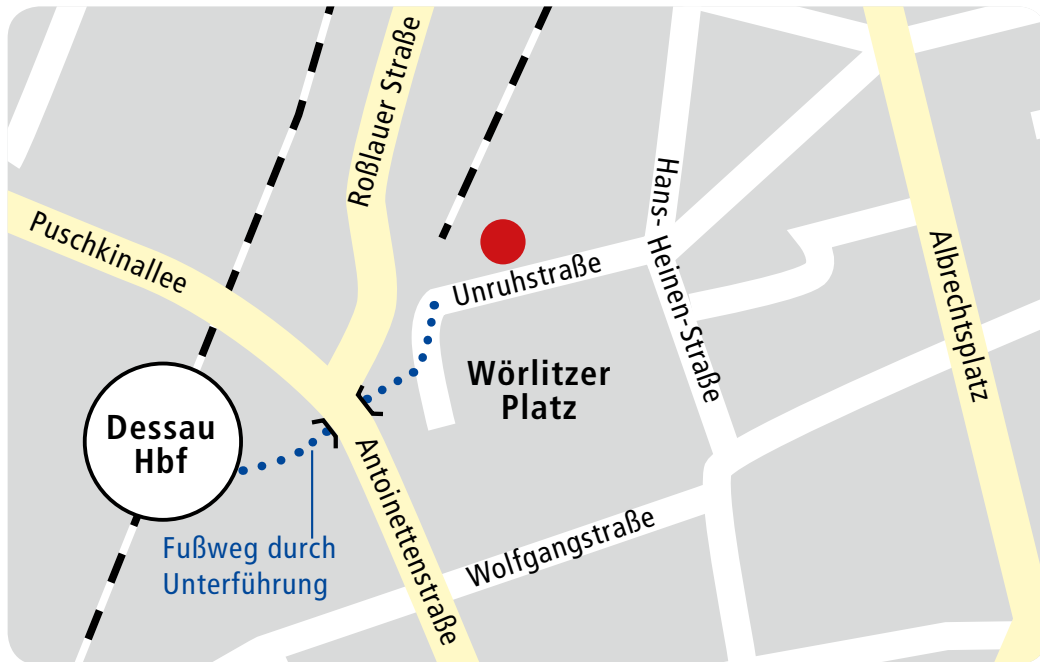 Roßlauer Straße
Puschkinallee
Hans-Heinen-Straße
Unruhstraße
Albrechtsplatz
Wörlitzer
Platz
Dessau
Hbf
Antoinettenstraße
Wolfgangstraße
Fußweg durch
Unterführung